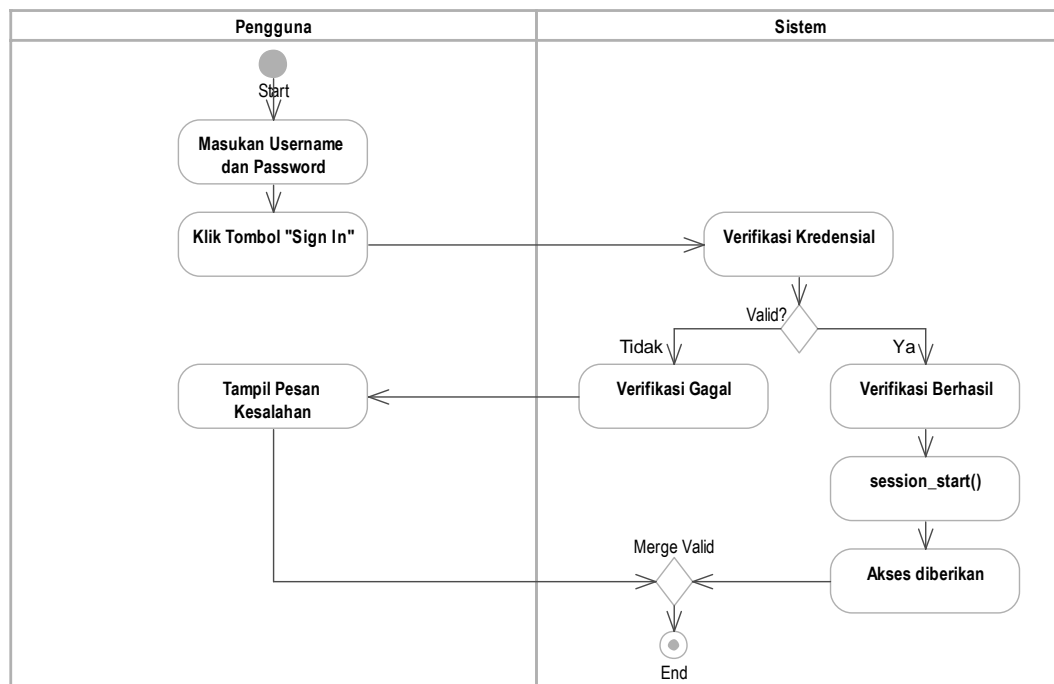 Pengguna
Sistem
Start
Masukan Username
dan Password
Klik Tombol "Sign In"
Verifikasi Kredensial
Valid?
Tidak
Ya
Tampil Pesan
Kesalahan
Verifikasi Gagal
Verifikasi Berhasil
session_start()
Merge Valid
Akses diberikan
End